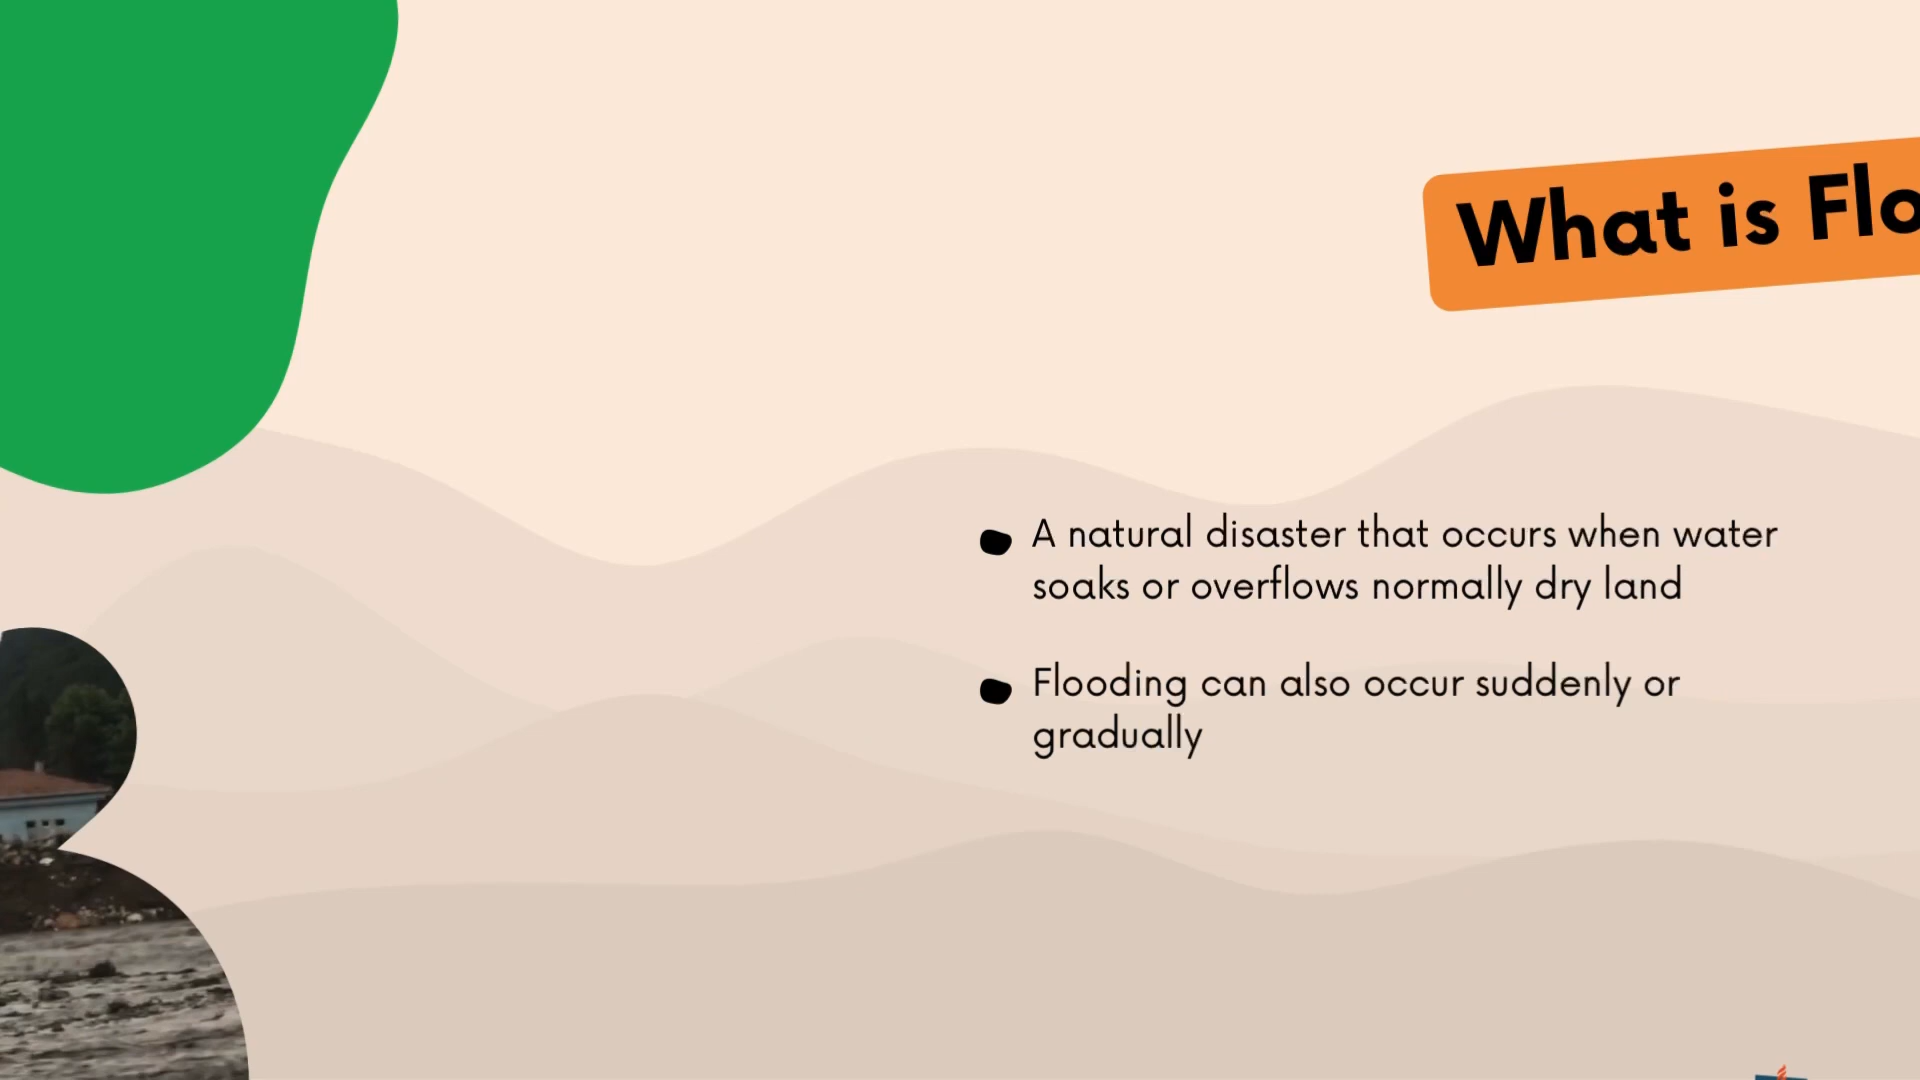 What is Flo
A natural disaster that occurs when water
soaks or overflows normally dry land
Flooding can also occur suddenly or
gradually